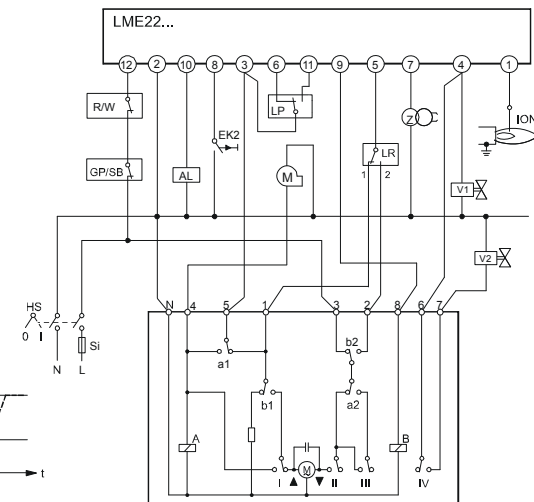 LME22...
12 2 10 8 3 6 11 9 5 7 4 1
R/W
LP
ION
EK2
Z
GP/SB
AL
M
LR
1 2
V1
V2
HS
0 I
Si
N L
N 4 5 1 3 2 8 6 7
a1
b2
b1
a2
A
B
M
I II III IV
t